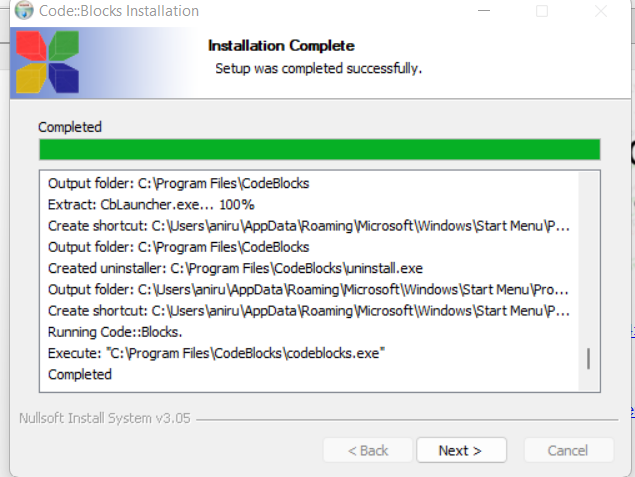 Code::Blocks Installation
Installation Complete
Setup was completed successfully.
Completed
Output folder: C:\Program Files\CodeBlocks
Extract: CbLauncher.exe... 100%
Create shortcut: C:\Users\aniru\AppData\Roaming\Microsoft\Windows\Start Menu\P...
Output folder: C:\Program Files\CodeBlocks
Created uninstaller: C:\Program Files\CodeBlocks\uninstall.exe
Output folder: C:\Users\aniru\AppData\Roaming\Microsoft\Windows\Start Menu\Pro...
Create shortcut: C:\Users\aniru\AppData\Roaming\Microsoft\Windows\Start Menu\P...
Running Code::Blocks.
Execute: "C:\Program Files\CodeBlocks\codeblocks.exe"
Completed
Nullsoft Install System v3.05
< Back Next > Cancel